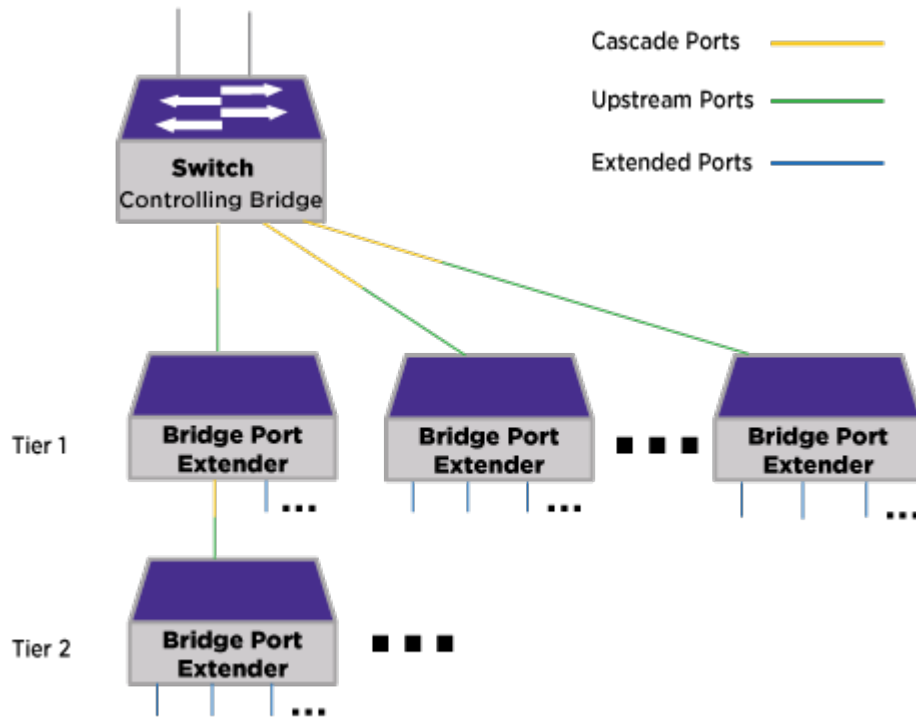 Cascade Ports
Upstream Ports
Extended Ports
Switch
Controlling Bridge
Tier 1
Bridge Port
Extender
...
Bridge Port
Extender
...
Bridge Port
Extender
...
Tier 2
Bridge Port
Extender
...